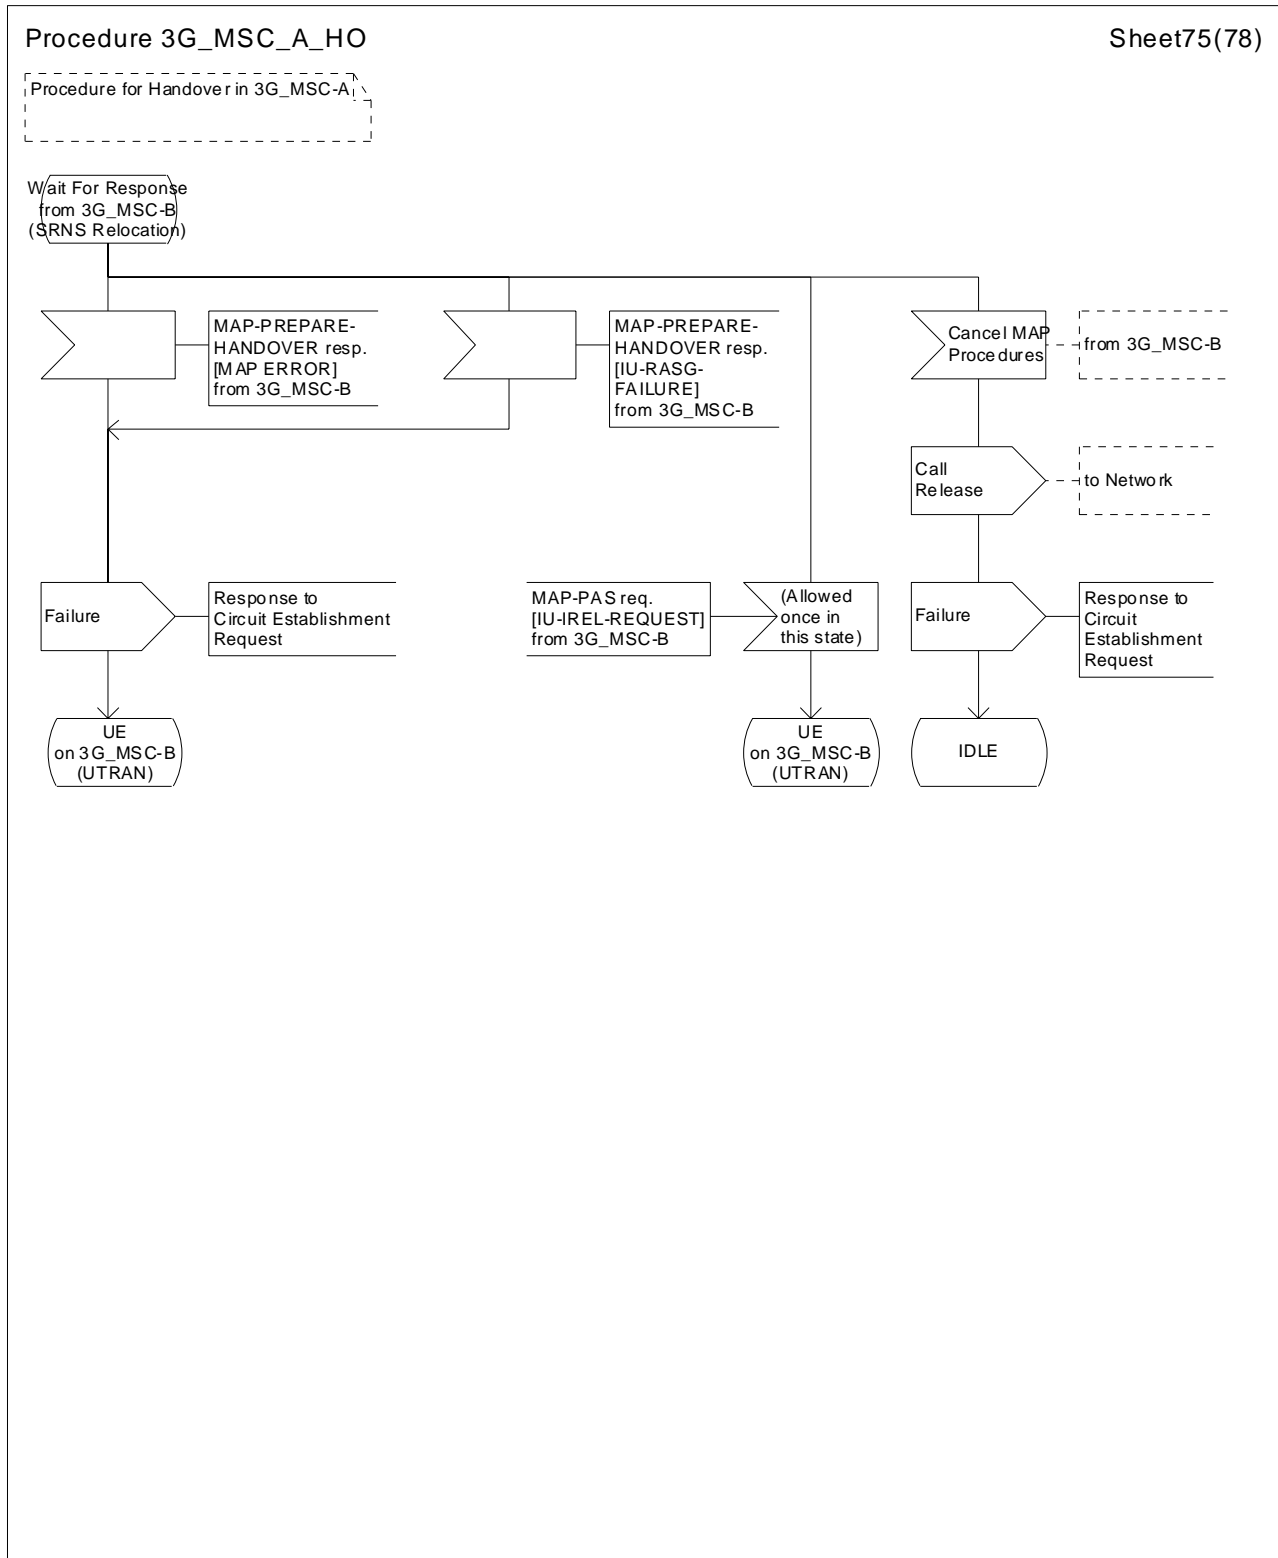 Procedure 3G_MSC_A_HO
Sheet75(78)
Procedure for Handover in 3G_MSC-A
Wait For Response
from 3G_MSC-B
(SRNS Relocation)
MAP-PREPARE-
HANDOVER resp.
[MAP ERROR]
from 3G_MSC-B
MAP-PREPARE-
HANDOVER resp.
[IU-RASG-
FAILURE]
from 3G_MSC-B
Cancel MAP
Procedures
from 3G_MSC-B
Call
Release
to Network
Failure
Response to
Circuit Establishment
Request
MAP-PAS req.
[IU-IREL-REQUEST]
from 3G_MSC-B
(Allowed
once in
this state)
Failure
Response to
Circuit
Establishment
Request
UE
on 3G_MSC-B
(UTRAN)
UE
on 3G_MSC-B
(UTRAN)
IDLE